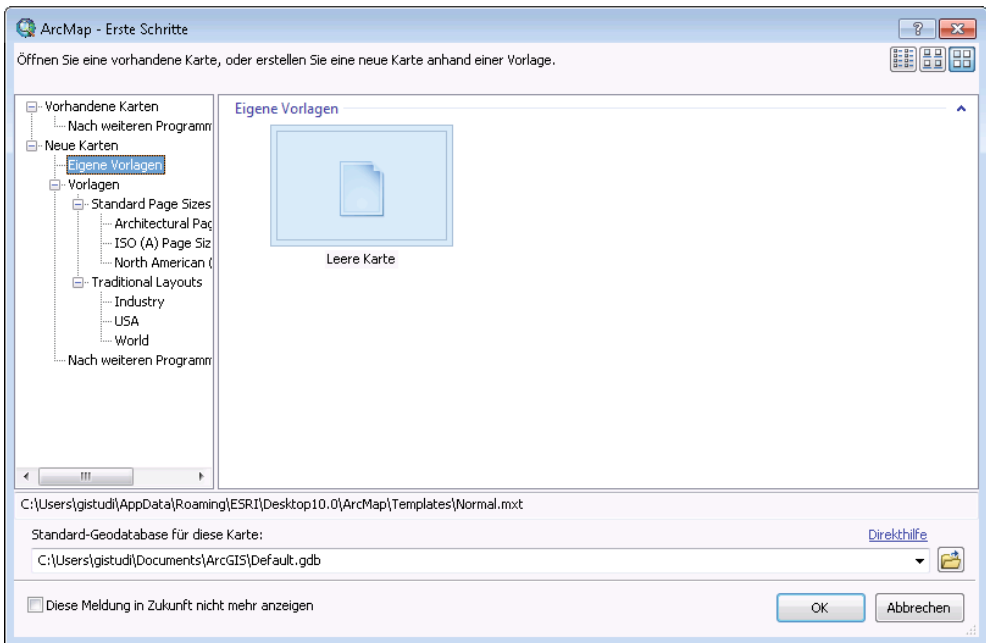 ArcMap - Erste Schritte
Öffnen Sie eine vorhandene Karte, oder erstellen Sie eine neue Karte anhand einer Vorlage.
Vorhandene Karten
Nach weiteren Programm
Neue Karten
Eigene Vorlagen
Vorlagen
Standard Page Sizes
Architectural Pag
ISO (A) Page Siz
North American (
Traditional Layouts
Industry
USA
World
Nach weiteren Programm
Eigene Vorlagen
Leere Karte
C:\Users\gistudi\AppData\Roaming\ESRI\Desktop10.0\ArcMap\Templates\Normal.mxt
Standard-Geodatabase für diese Karte:
Direkthilfe
C:\Users\gistudi\Documents\ArcGIS\Default.gdb
Diese Meldung in Zukunft nicht mehr anzeigen
OK
Abbrechen